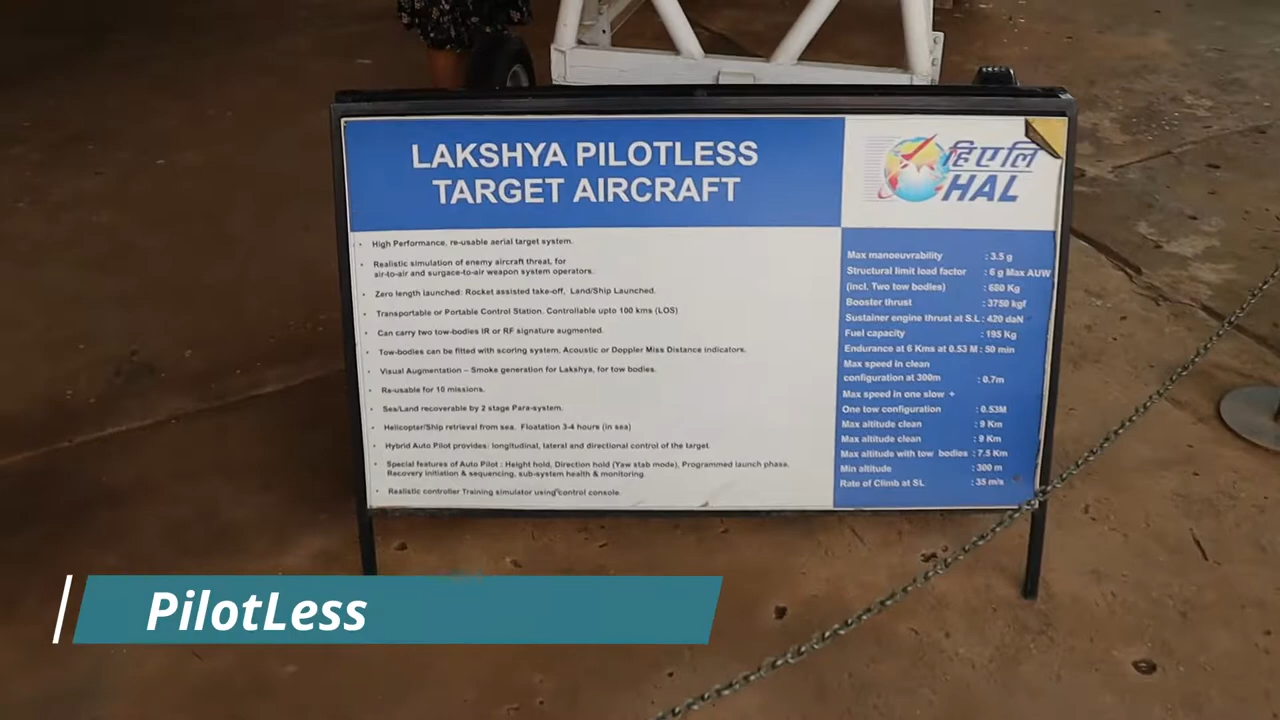 LAKSHYA PILOTLESS
TARGET AIRCRAFT
हिएलि
HAL
• High Performance, re-usable aerial target system.
• Realistic simulation of enemy aircraft threat, for
air-to-air and surgace-to-air weapon system operators.
• Zero length launched: Rocket assisted take-off, Land/Ship Launched.
• Transportable or Portable Control Station. Controllable upto 100 kms (LOS)
• Can carry two tow-bodies IR or RF signature augmented.
• Tow-bodies can be fitted with scoring system, Acoustic or Doppler Miss Distance indicators.
• Visual Augmentation – Smoke generation for Lakshya, for tow bodies.
• Re-usable for 10 missions.
• Sea/Land recoverable by 2 stage Para-system.
• Helicopter/Ship retrieval from sea. Floatation 3-4 hours (in sea)
• Hybrid Auto Pilot provides: longitudinal, lateral and directional control of the target.
• Special features of Auto Pilot : Height hold, Direction hold (Yaw stab mode), Programmed launch phase,
Recovery initiation & sequencing, sub-system health & monitoring.
• Realistic controller Training simulator using control console.
Max manoeuvrability : 3.5 g
Structural limit load factor : 6 g Max AUW
(incl. Two tow bodies) : 680 Kg
Booster thrust : 3750 kgf
Sustainer engine thrust at S.L : 420 daN
Fuel capacity : 195 Kg
Endurance at 6 Kms at 0.53 M : 50 min
Max speed in clean
configuration at 300m : 0.7m
Max speed in one slow +
One tow configuration : 0.53M
Max altitude clean : 9 Km
Max altitude clean : 9 Km
Max altitude with tow bodies : 7.5 Km
Min altitude : 300 m
Rate of Climb at SL : 35 m/s
PilotLess